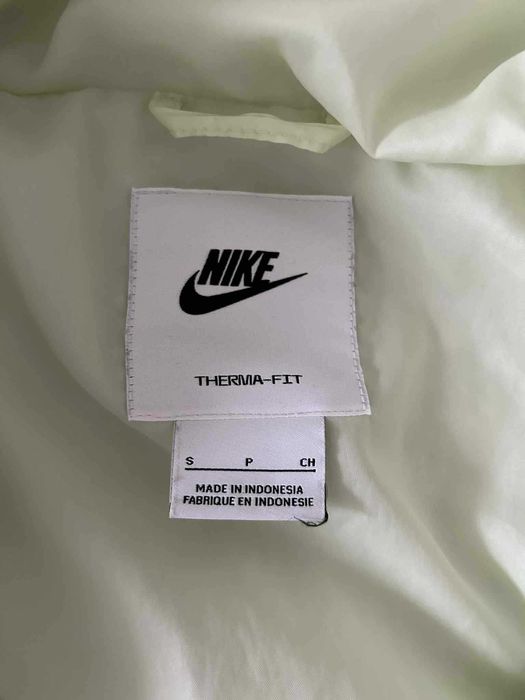 NIKE
THERMA-FIT
S P CH
MADE IN INDONESIA
FABRIQUE EN INDONESIE